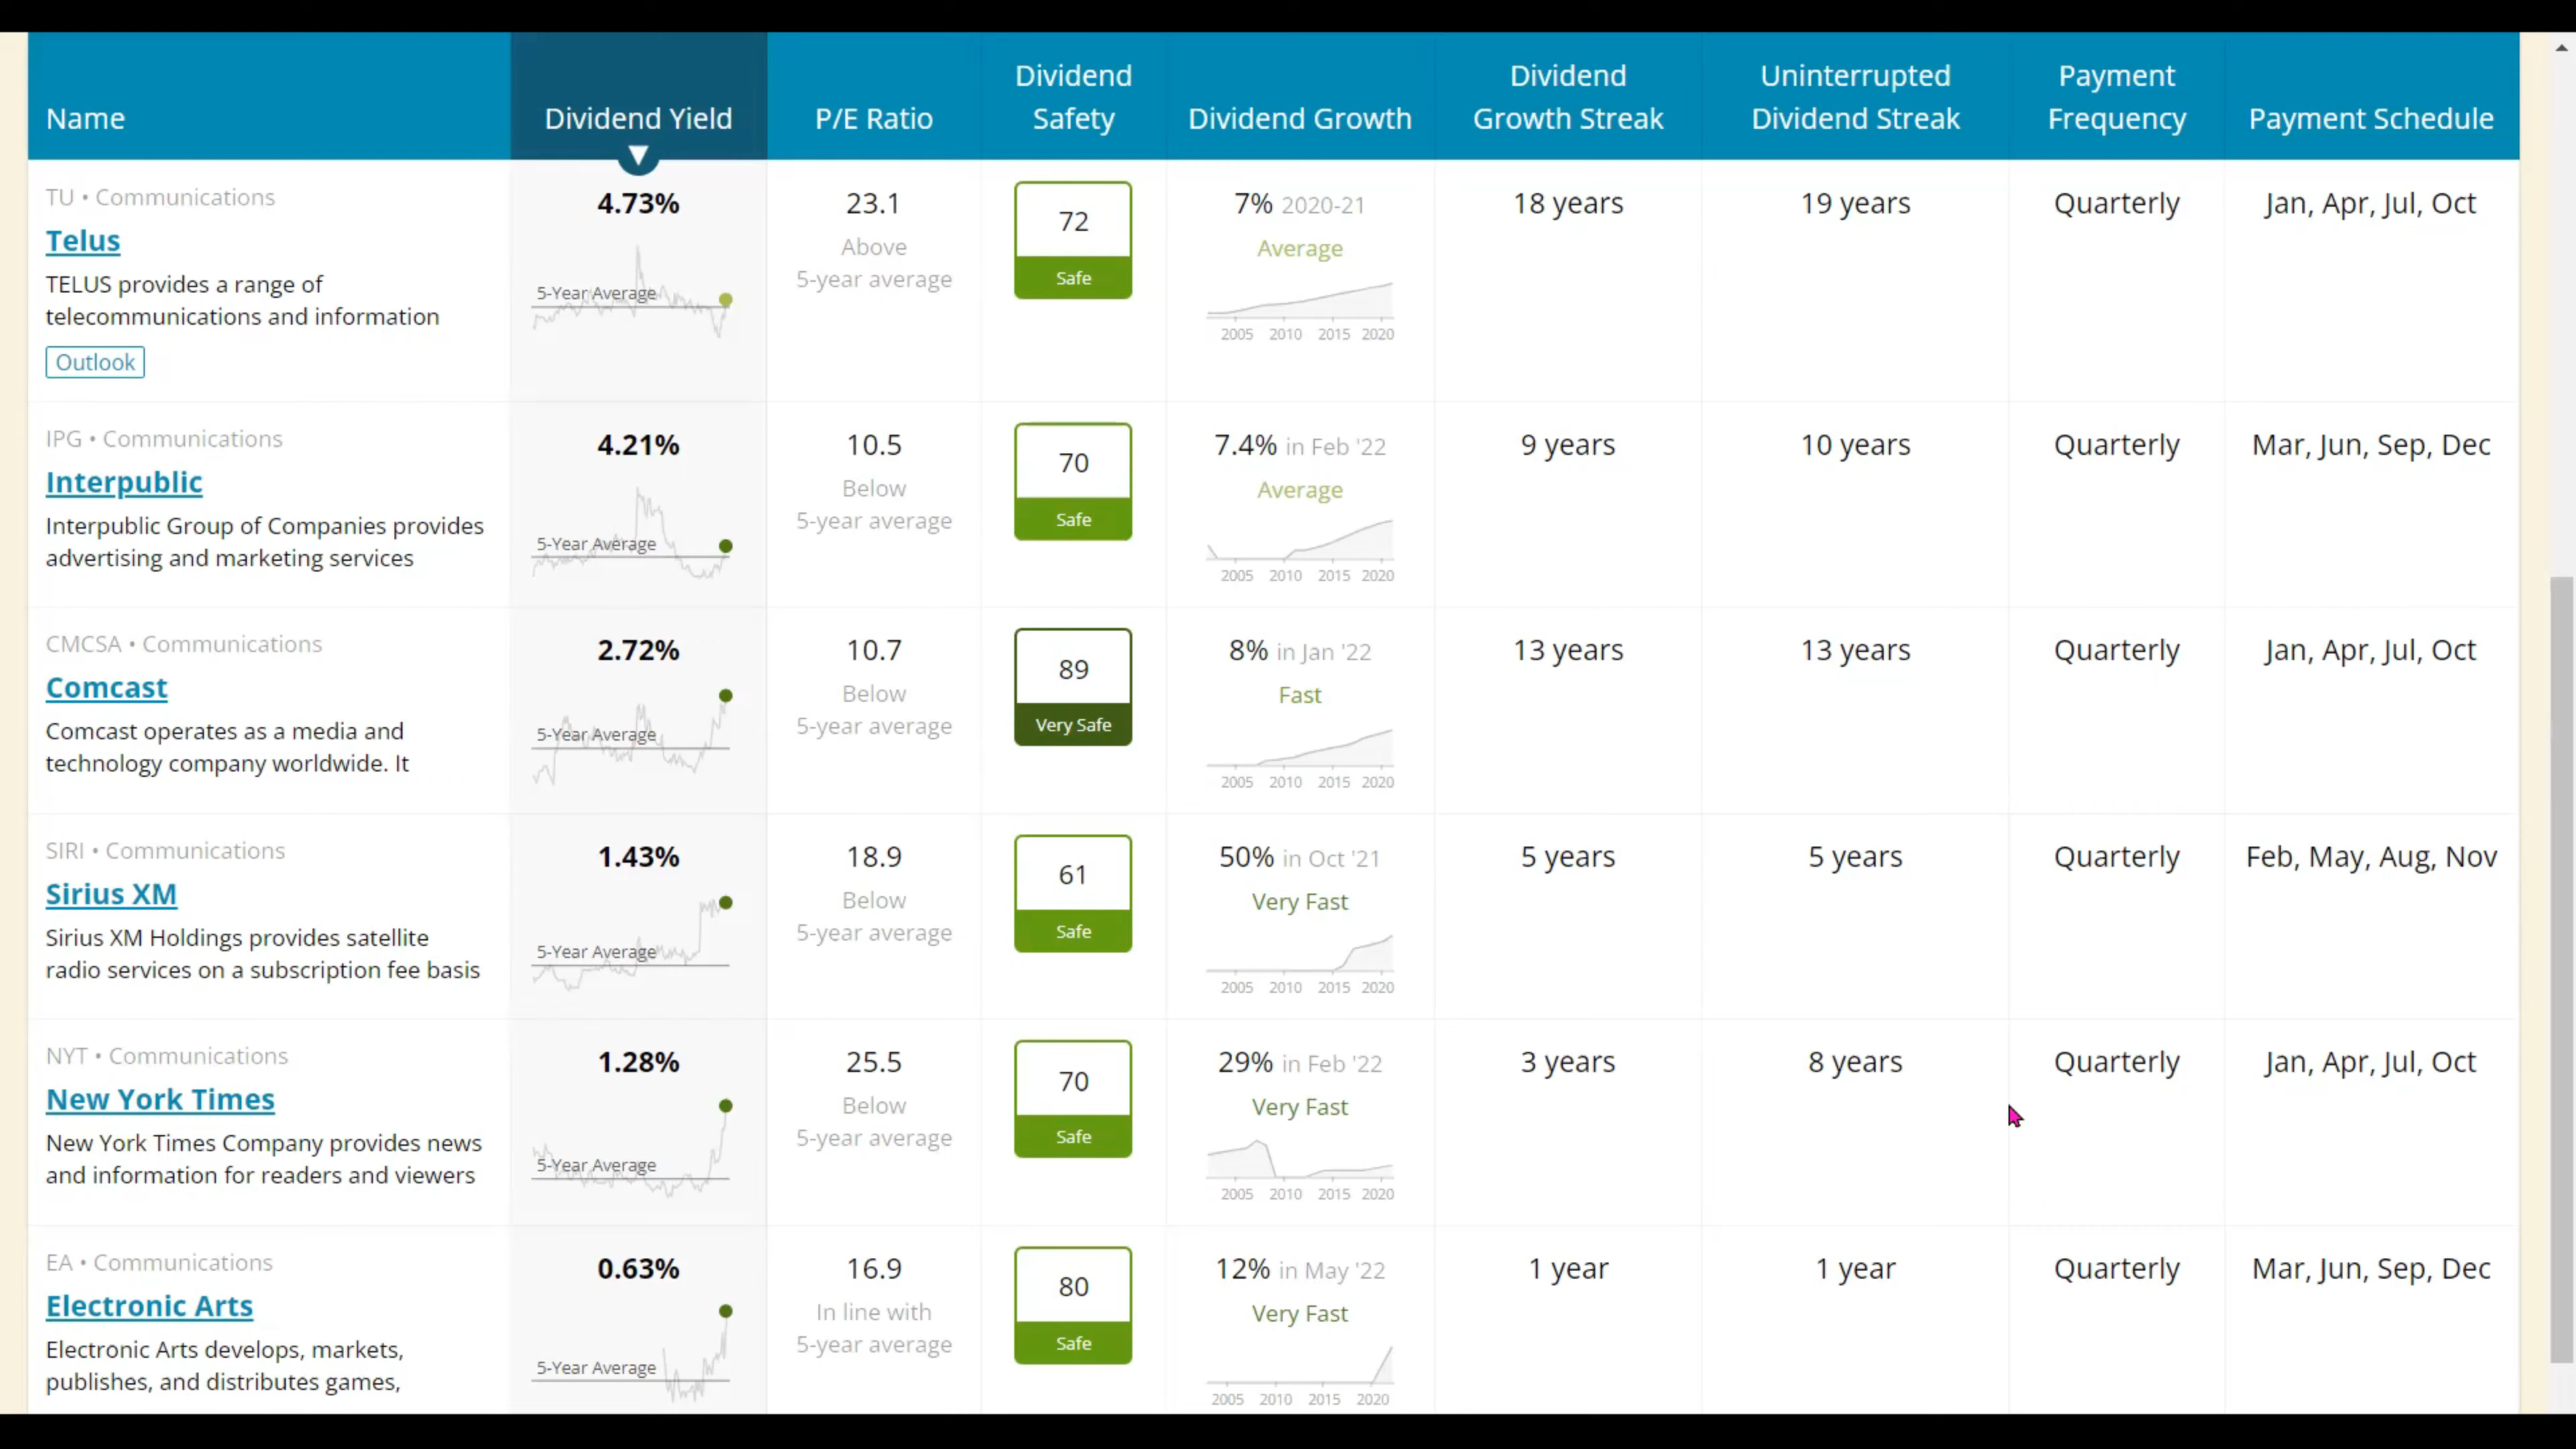 Name
Dividend Yield
P/E Ratio
Dividend
Safety
Dividend Growth
Dividend
Growth Streak
Uninterrupted
Dividend Streak
Payment
Frequency
Payment Schedule
TU • Communications
Telus
TELUS provides a range of
telecommunications and information
Outlook
4.73%
5-Year Average
23.1
Above
5-year average
72
Safe
7% 2020-21
Average
2005 2010 2015 2020
18 years
19 years
Quarterly
Jan, Apr, Jul, Oct
IPG • Communications
Interpublic
Interpublic Group of Companies provides
advertising and marketing services
4.21%
5-Year Average
10.5
Below
5-year average
70
Safe
7.4% in Feb '22
Average
2005 2010 2015 2020
9 years
10 years
Quarterly
Mar, Jun, Sep, Dec
CMCSA • Communications
Comcast
Comcast operates as a media and
technology company worldwide. It
2.72%
5-Year Average
10.7
Below
5-year average
89
Very Safe
8% in Jan '22
Fast
2005 2010 2015 2020
13 years
13 years
Quarterly
Jan, Apr, Jul, Oct
SIRI • Communications
Sirius XM
Sirius XM Holdings provides satellite
radio services on a subscription fee basis
1.43%
5-Year Average
18.9
Below
5-year average
61
Safe
50% in Oct '21
Very Fast
2005 2010 2015 2020
5 years
5 years
Quarterly
Feb, May, Aug, Nov
NYT • Communications
New York Times
New York Times Company provides news
and information for readers and viewers
1.28%
5-Year Average
25.5
Below
5-year average
70
Safe
29% in Feb '22
Very Fast
2005 2010 2015 2020
3 years
8 years
Quarterly
Jan, Apr, Jul, Oct
EA • Communications
Electronic Arts
Electronic Arts develops, markets,
publishes, and distributes games,
0.63%
5-Year Average
16.9
In line with
5-year average
80
Safe
12% in May '22
Very Fast
2005 2010 2015 2020
1 year
1 year
Quarterly
Mar, Jun, Sep, Dec